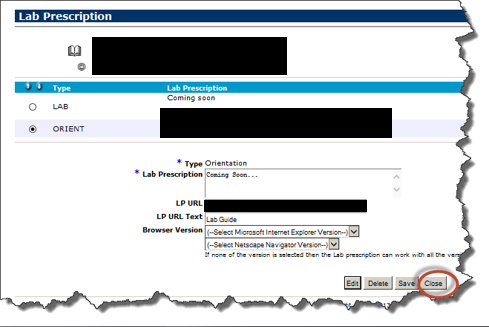 Lab Prescription
Type Lab Prescription
LAB Coming soon
ORIENT
* Type Orientation
* Lab Prescription Coming Soon...
LP URL
LP URL Text Lab Guide
Browser Version (--Select Microsoft Internet Explorer Version--)
(--Select Netscape Navigator Version--)
If none of the version is selected then the Lab prescription can work with all the vers
Edit Delete Save Close